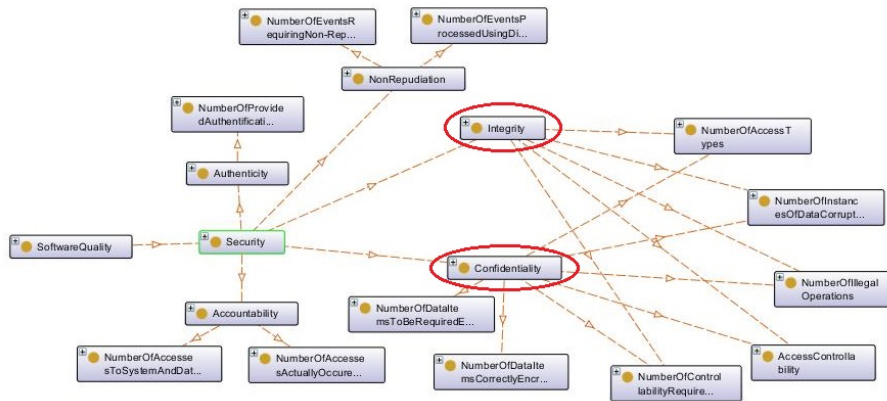 NumberOfEventsR
equiringNon-Rep...
NumberOfEventsP
rocessedUsingDi...
NonRepudiation
NumberOfProvide
dAuthentificati...
Integrity
NumberOfAccessT
ypes
Authenticity
NumberOfInstanc
esOfDataCorrupt...
SoftwareQuality
Security
Confidentiality
NumberOfIllegal
Operations
Accountability
NumberOfDataIte
msToBeRequiredE...
NumberOfAccesse
sToSystemAndDat...
NumberOfAccesse
sActuallyOccure...
NumberOfDataIte
msCorrectlyEncr...
NumberOfControl
labilityRequire...
AccessControlla
bility